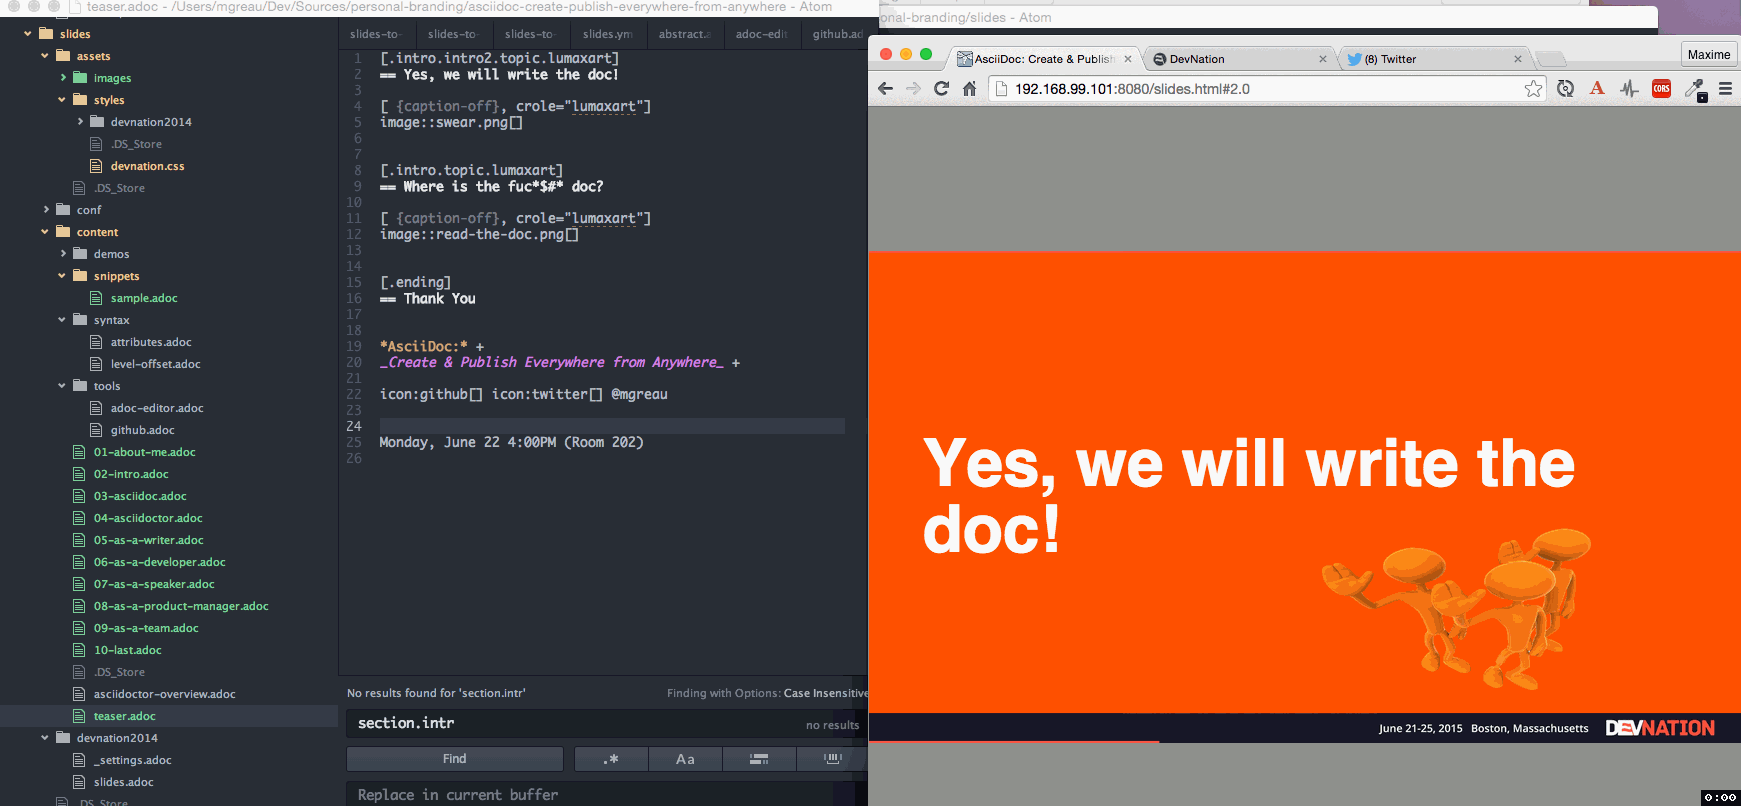 teaser.adoc - /Users/mgreau/Dev/Sources/personal-branding/asciidoc-create-publish-everywhere-from-anywhere - Atom
slides
assets
images
styles
devnation2014
.DS_Store
devnation.css
.DS_Store
conf
content
demos
snippets
sample.adoc
syntax
attributes.adoc
level-offset.adoc
tools
adoc-editor.adoc
github.adoc
01-about-me.adoc
02-intro.adoc
03-asciidoc.adoc
04-asciidoctor.adoc
05-as-a-writer.adoc
06-as-a-developer.adoc
07-as-a-speaker.adoc
08-as-a-product-manager.adoc
09-as-a-team.adoc
10-last.adoc
.DS_Store
asciidoctor-overview.adoc
teaser.adoc
devnation2014
_settings.adoc
slides.adoc
.DS_Store
slides-to- slides-to- slides-to- slides.ym abstract.a adoc-edit github.ad
1 [.intro.intro2.topic.lumaxart]
2 == Yes, we will write the doc!
3
4 [ {caption-off}, crole="lumaxart"]
5 image::swear.png[]
6
7
8 [.intro.topic.lumaxart]
9 == Where is the fuc*$#* doc?
10
11 [ {caption-off}, crole="lumaxart"]
12 image::read-the-doc.png[]
13
14
15 [.ending]
16 == Thank You
17
18
19 *AsciiDoc:* +
20 _Create & Publish Everywhere from Anywhere_ +
21
22 icon:github[] icon:twitter[] @mgreau
23
24
25 Monday, June 22 4:00PM (Room 202)
26
No results found for 'section.intr' Finding with Options: Case Insensitive
section.intr no results
Find .* Aa
Replace in current buffer
onal-branding/slides - Atom
AsciiDoc: Create & Publish DevNation (8) Twitter Maxime
192.168.99.101:8080/slides.html#2.0
CORS
Yes, we will write the
doc!
June 21-25, 2015 Boston, Massachusetts DEVNATION
0:00